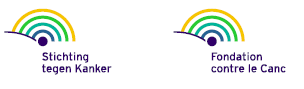 Stichting
tegen Kanker
Fondation
contre le Canc